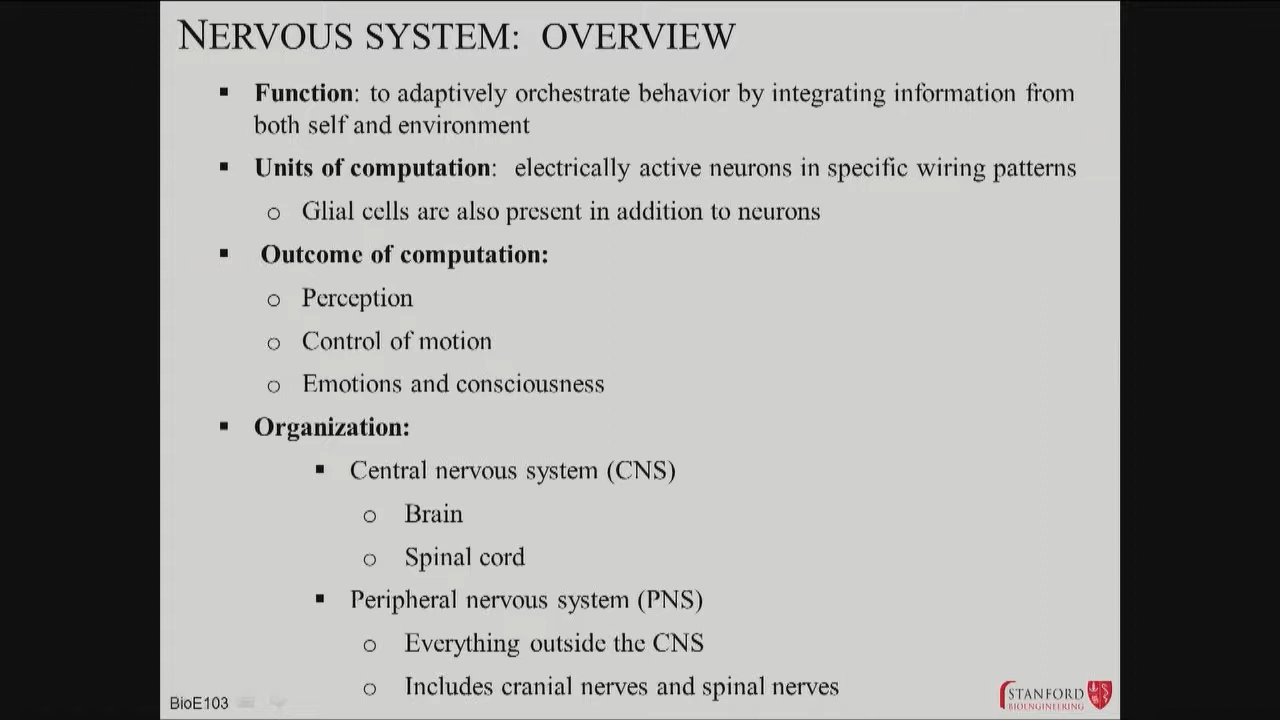 NERVOUS SYSTEM: OVERVIEW
▪ Function: to adaptively orchestrate behavior by integrating information from
both self and environment
▪ Units of computation: electrically active neurons in specific wiring patterns
o Glial cells are also present in addition to neurons
▪ Outcome of computation:
o Perception
o Control of motion
o Emotions and consciousness
▪ Organization:
▪ Central nervous system (CNS)
o Brain
o Spinal cord
▪ Peripheral nervous system (PNS)
o Everything outside the CNS
o Includes cranial nerves and spinal nerves
BioE103
STANFORD
BIOENGINEERING